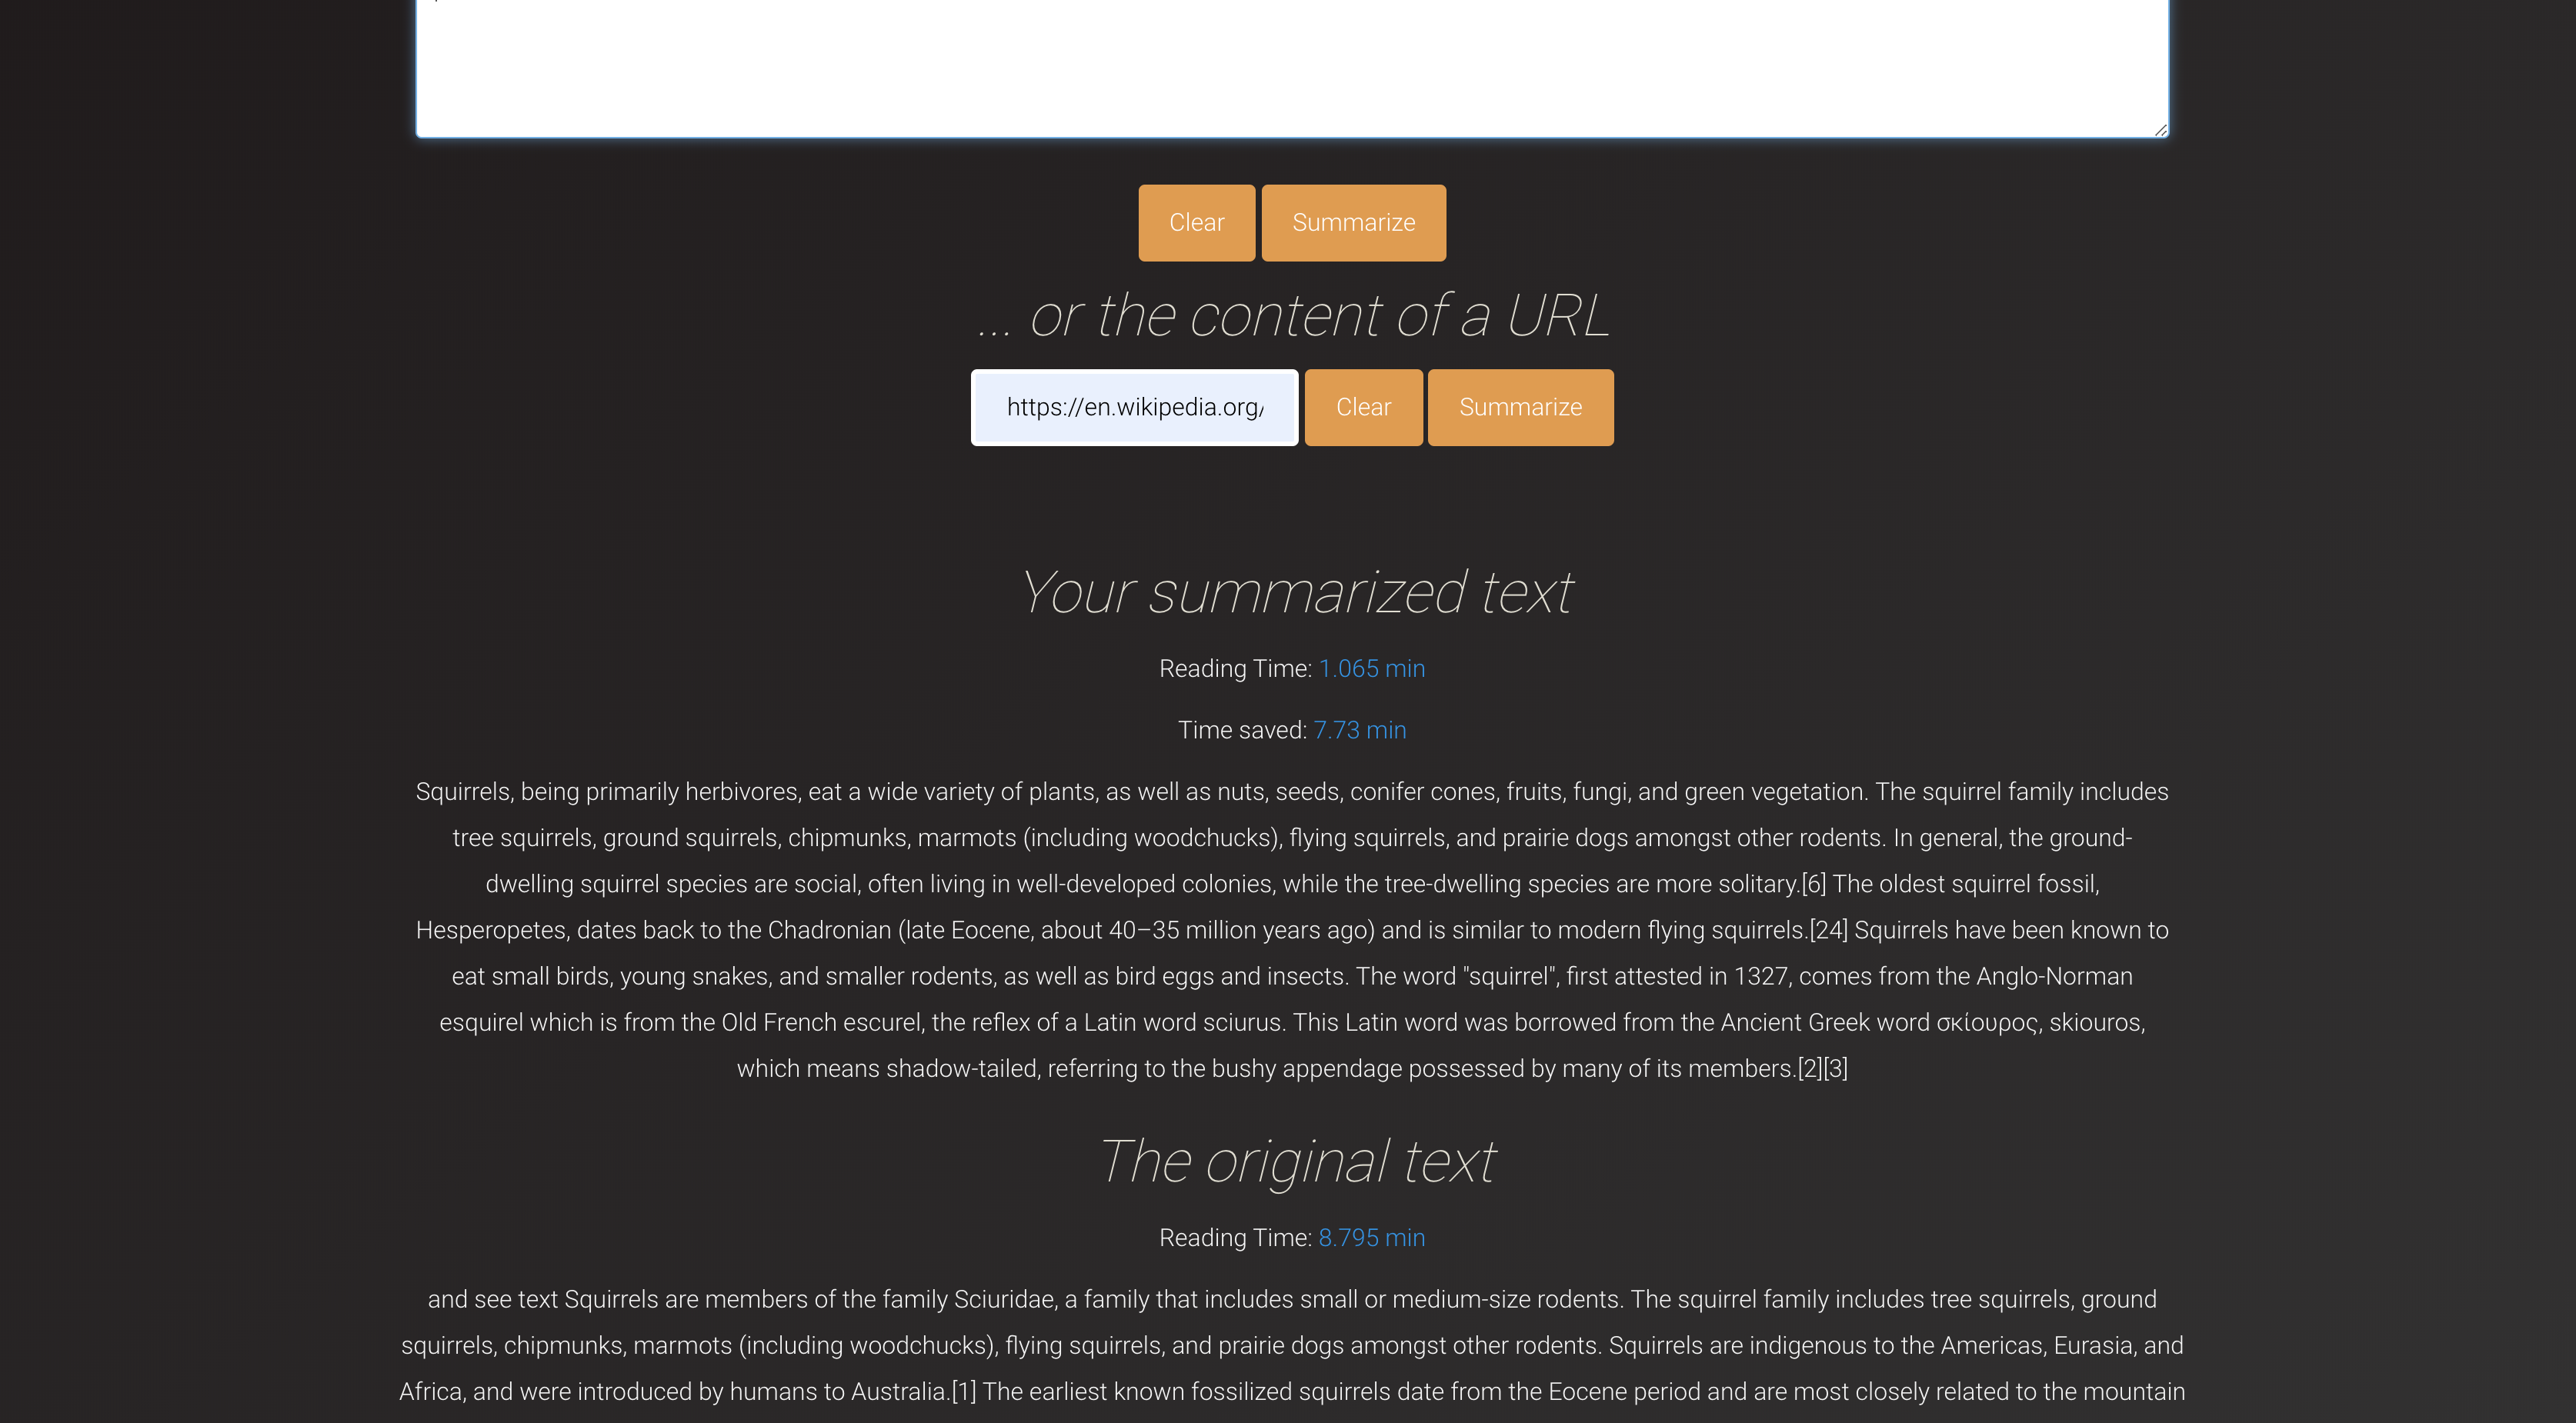 Clear Summarize
... or the content of a URL
https://en.wikipedia.org/ Clear Summarize
Your summarized text
Reading Time: 1.065 min
Time saved: 7.73 min
Squirrels, being primarily herbivores, eat a wide variety of plants, as well as nuts, seeds, conifer cones, fruits, fungi, and green vegetation. The squirrel family includes
tree squirrels, ground squirrels, chipmunks, marmots (including woodchucks), flying squirrels, and prairie dogs amongst other rodents. In general, the ground-
dwelling squirrel species are social, often living in well-developed colonies, while the tree-dwelling species are more solitary.[6] The oldest squirrel fossil,
Hesperopetes, dates back to the Chadronian (late Eocene, about 40–35 million years ago) and is similar to modern flying squirrels.[24] Squirrels have been known to
eat small birds, young snakes, and smaller rodents, as well as bird eggs and insects. The word "squirrel", first attested in 1327, comes from the Anglo-Norman
esquirel which is from the Old French escurel, the reflex of a Latin word sciurus. This Latin word was borrowed from the Ancient Greek word σκίουρος, skiouros,
which means shadow-tailed, referring to the bushy appendage possessed by many of its members.[2][3]
The original text
Reading Time: 8.795 min
and see text Squirrels are members of the family Sciuridae, a family that includes small or medium-size rodents. The squirrel family includes tree squirrels, ground
squirrels, chipmunks, marmots (including woodchucks), flying squirrels, and prairie dogs amongst other rodents. Squirrels are indigenous to the Americas, Eurasia, and
Africa, and were introduced by humans to Australia.[1] The earliest known fossilized squirrels date from the Eocene period and are most closely related to the mountain